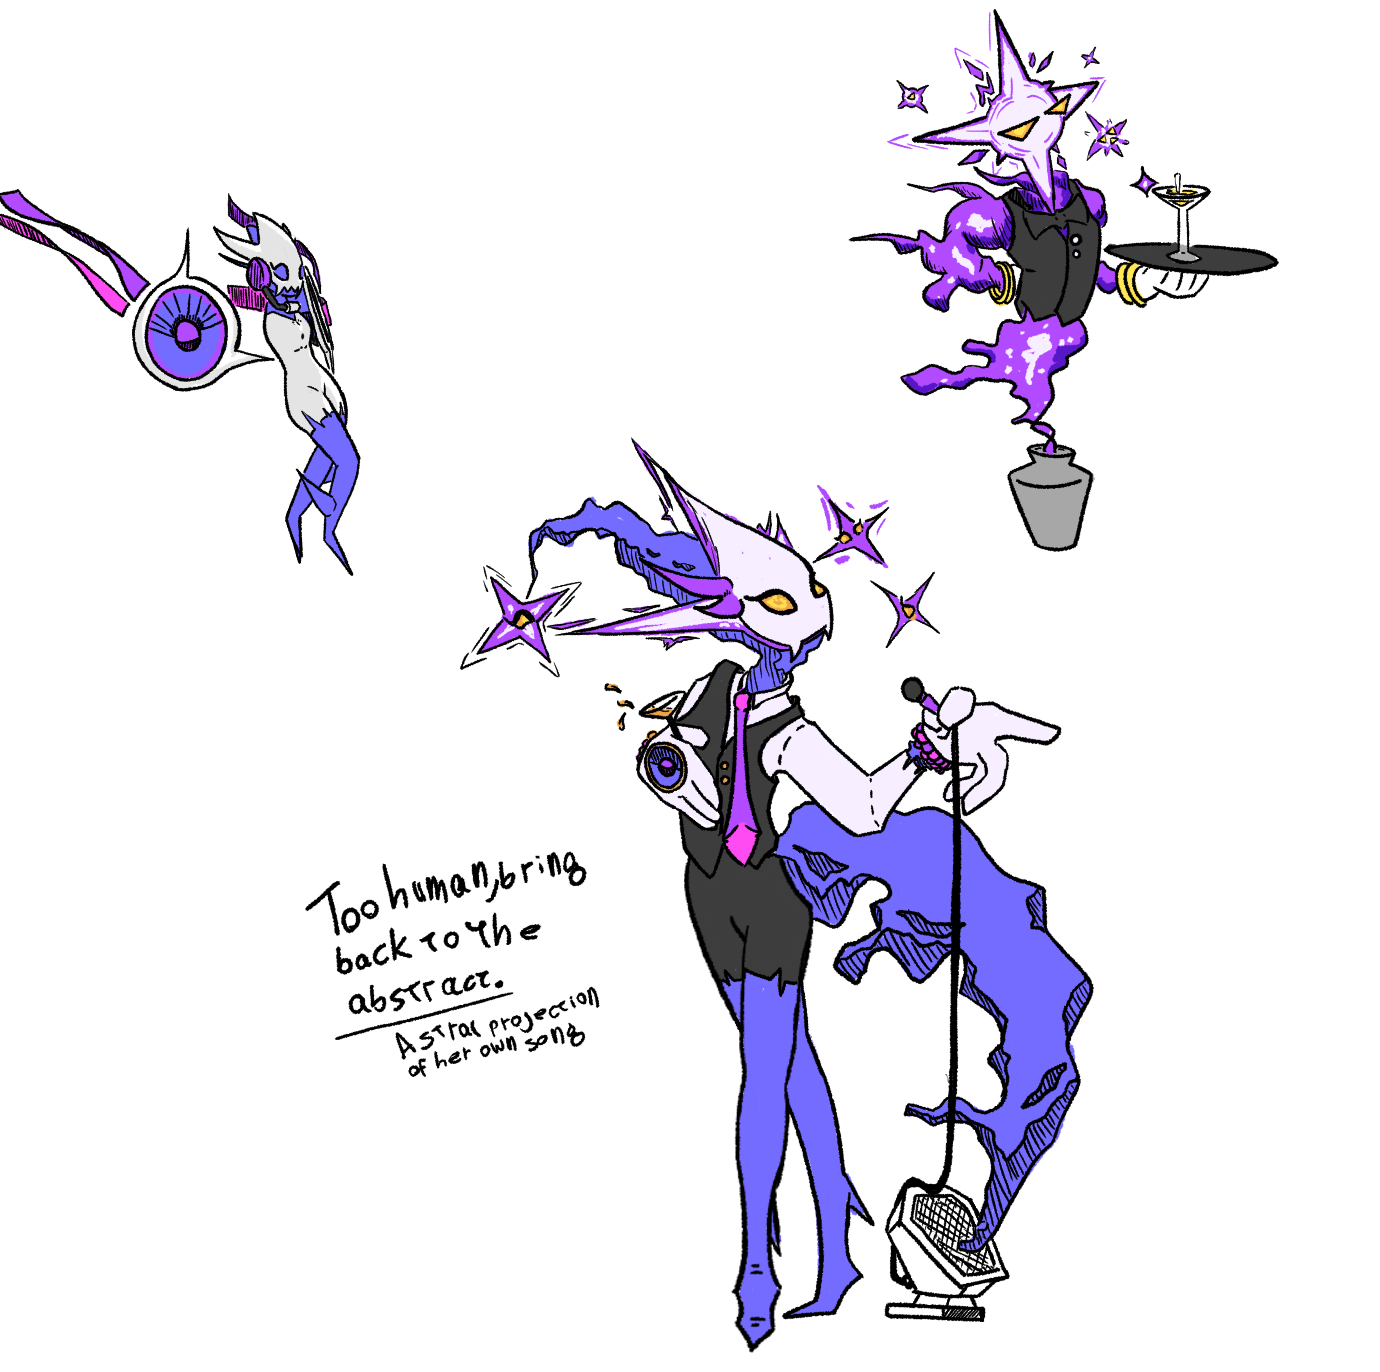 Too human, bring
back to the
abstract.
Astral projection
of her own song